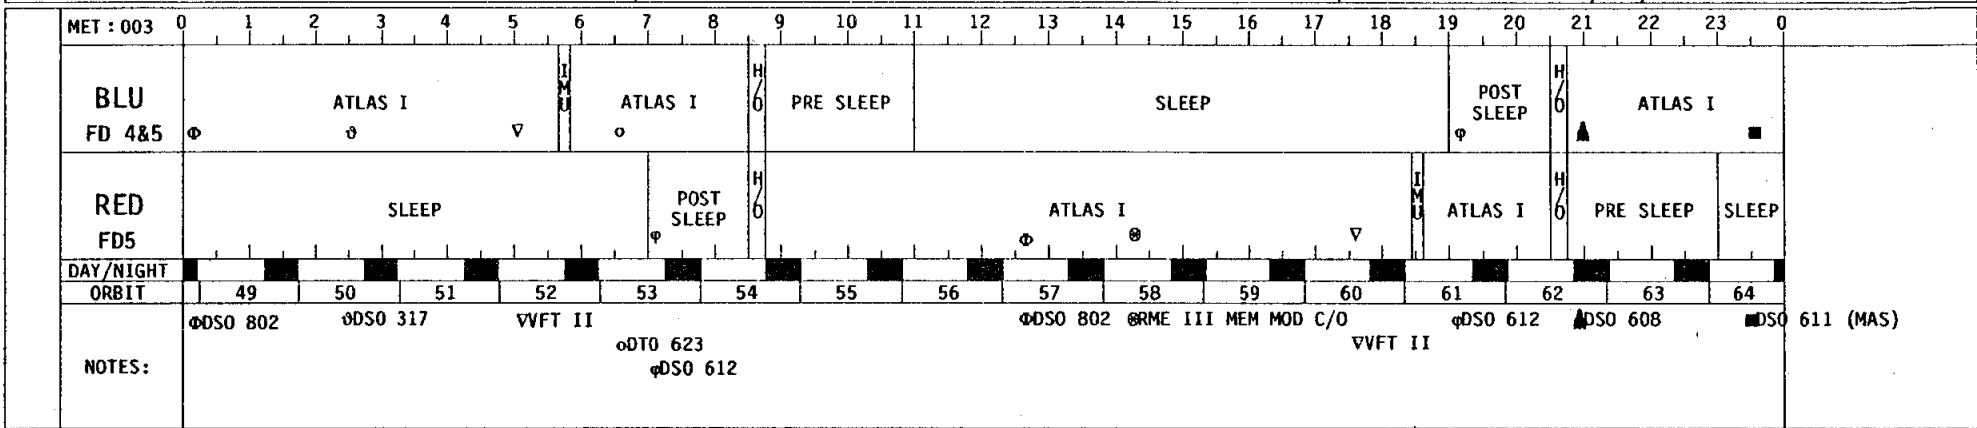 MET : 003 0 1 2 3 4 5 6 7 8 9 10 11 12 13 14 15 16 17 18 19 20 21 22 23 0
BLU
FD 4&5
ATLAS I
IMU
ATLAS I
H/O
PRE SLEEP
SLEEP
POST
SLEEP
H/O
ATLAS I
Φ ϑ ∇ o φ ▲ ■
RED
FD5
SLEEP
POST
SLEEP
H/O
ATLAS I
IMU
ATLAS I
H/O
PRE SLEEP
SLEEP
φ Φ ⊛ ∇
DAY/NIGHT
ORBIT 49 50 51 52 53 54 55 56 57 58 59 60 61 62 63 64
NOTES:
ΦDSO 802 ϑDSO 317 ∇VFT II ΦDSO 802 ⊛RME III MEM MOD C/O φDSO 612 ▲DSO 608 ■DSO 611 (MAS)
oDTO 623 ∇VFT II
φDSO 612